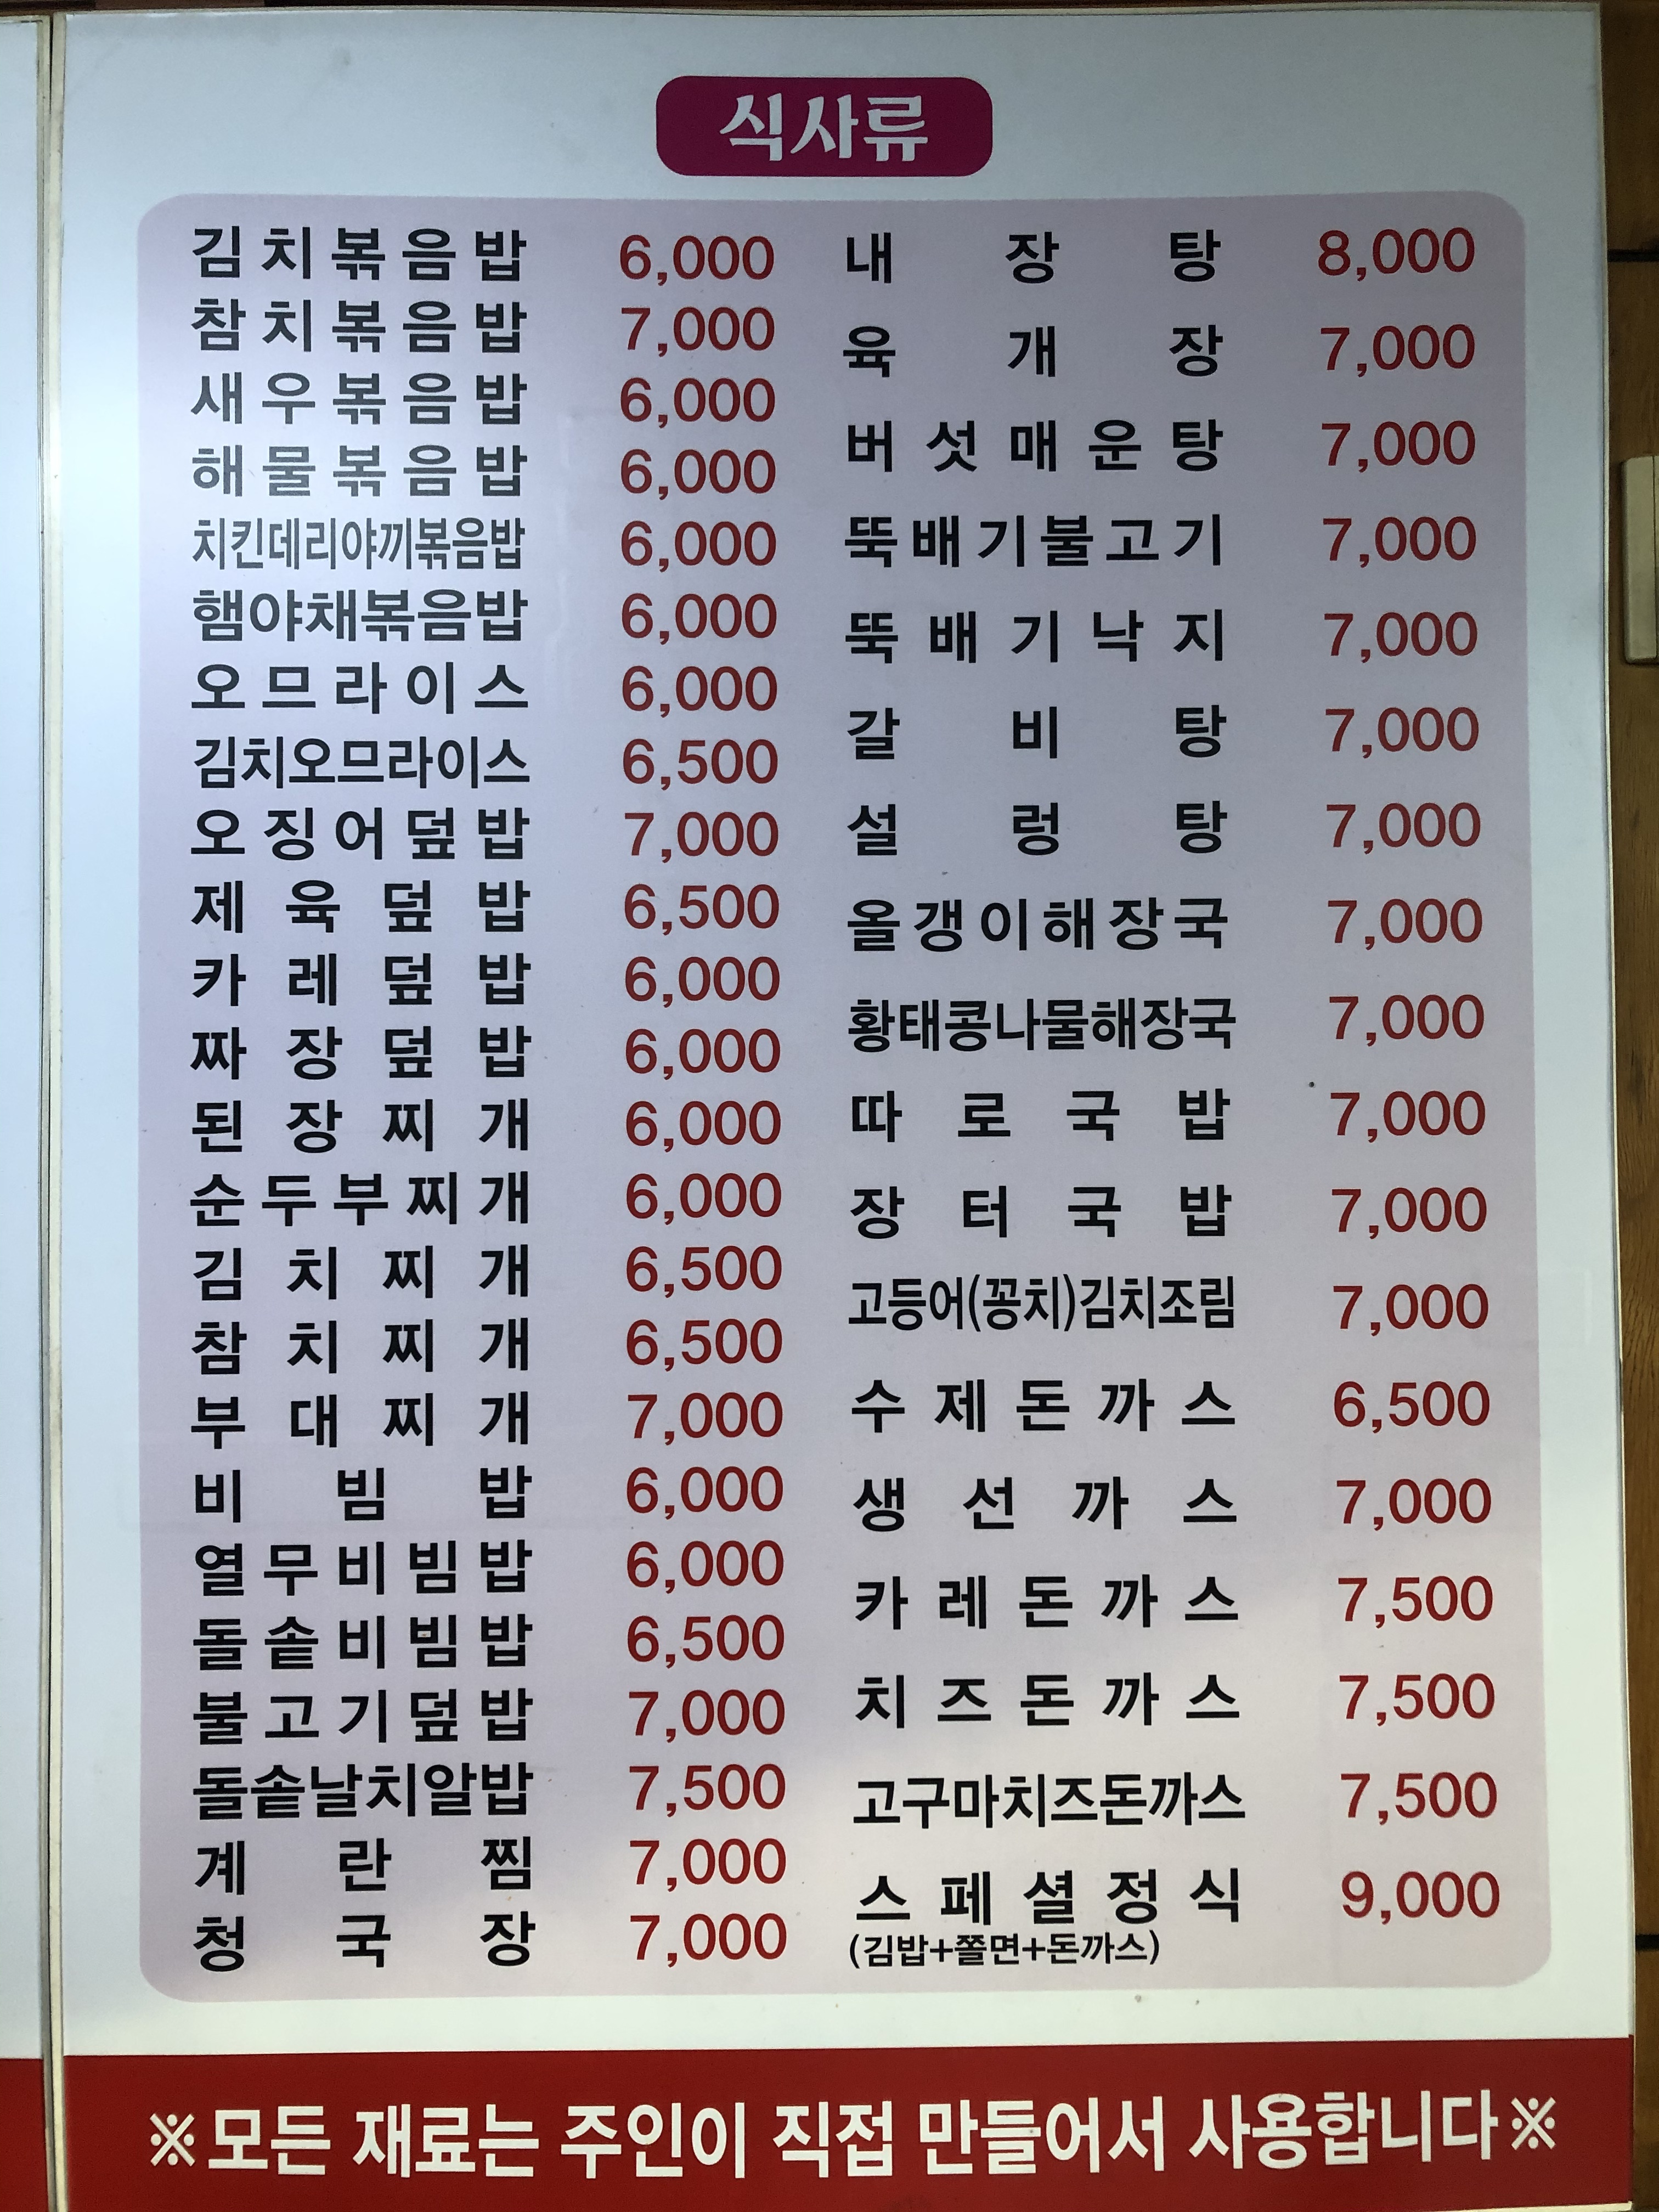 식사류
김치볶음밥 6,000
참치볶음밥 7,000
새우볶음밥 6,000
해물볶음밥 6,000
치킨데리야끼볶음밥 6,000
햄야채볶음밥 6,000
오므라이스 6,000
김치오므라이스 6,500
오징어덮밥 7,000
제육덮밥 6,500
카레덮밥 6,000
짜장덮밥 6,000
된장찌개 6,000
순두부찌개 6,000
김치찌개 6,500
참치찌개 6,500
부대찌개 7,000
비빔밥 6,000
열무비빔밥 6,000
돌솥비빔밥 6,500
불고기덮밥 7,000
돌솥날치알밥 7,500
계란찜 7,000
청국장 7,000
내장탕 8,000
육개장 7,000
버섯매운탕 7,000
뚝배기불고기 7,000
뚝배기낙지 7,000
갈비탕 7,000
설렁탕 7,000
올갱이해장국 7,000
황태콩나물해장국 7,000
따로국밥 7,000
장터국밥 7,000
고등어(꽁치)김치조림 7,000
수제돈까스 6,500
생선까스 7,000
카레돈까스 7,500
치즈돈까스 7,500
고구마치즈돈까스 7,500
스페셜정식 9,000
(김밥+쫄면+돈까스)
※모든 재료는 주인이 직접 만들어서 사용합니다※